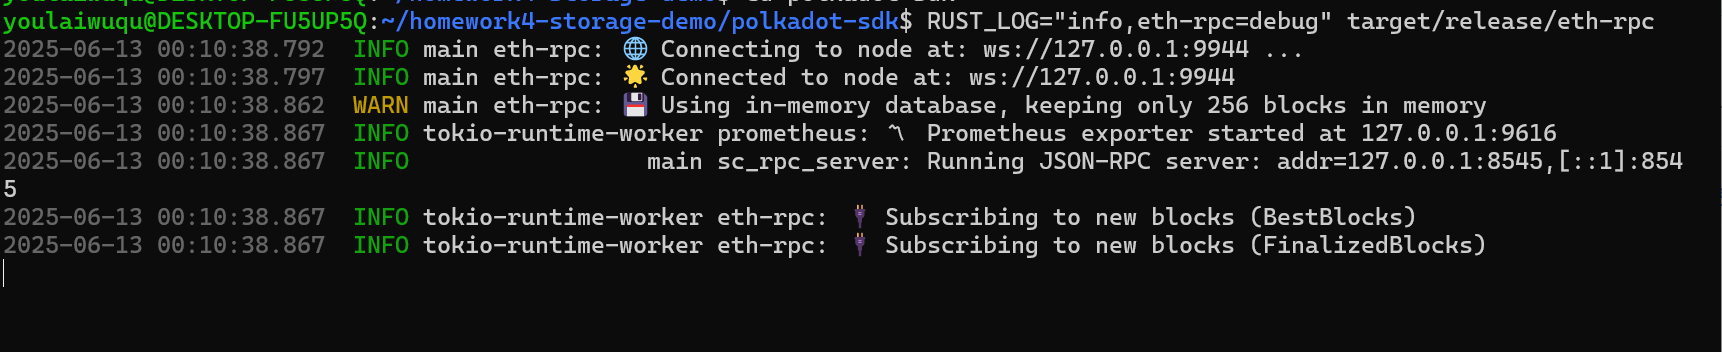 youlaiwuqu@DESKTOP-FU5UP5Q:~/homework4-storage-demo/polkadot-sdk$ RUST_LOG="info,eth-rpc=debug" target/release/eth-rpc
2025-06-13 00:10:38.792  INFO main eth-rpc: 🌐 Connecting to node at: ws://127.0.0.1:9944 ...
2025-06-13 00:10:38.797  INFO main eth-rpc: 🌟 Connected to node at: ws://127.0.0.1:9944
2025-06-13 00:10:38.862  WARN main eth-rpc: 💾 Using in-memory database, keeping only 256 blocks in memory
2025-06-13 00:10:38.867  INFO tokio-runtime-worker prometheus: 〽️ Prometheus exporter started at 127.0.0.1:9616
2025-06-13 00:10:38.867  INFO                 main sc_rpc_server: Running JSON-RPC server: addr=127.0.0.1:8545,[::1]:854
5
2025-06-13 00:10:38.867  INFO tokio-runtime-worker eth-rpc: 🔌 Subscribing to new blocks (BestBlocks)
2025-06-13 00:10:38.867  INFO tokio-runtime-worker eth-rpc: 🔌 Subscribing to new blocks (FinalizedBlocks)